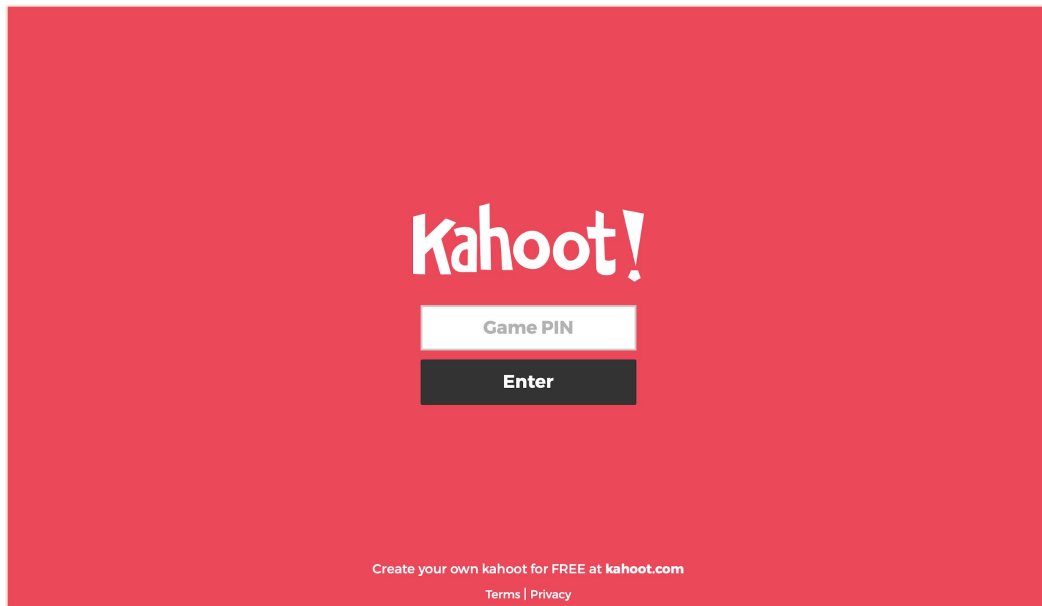 Kahoot!
Game PIN
Enter
Create your own kahoot for FREE at kahoot.com
Terms | Privacy